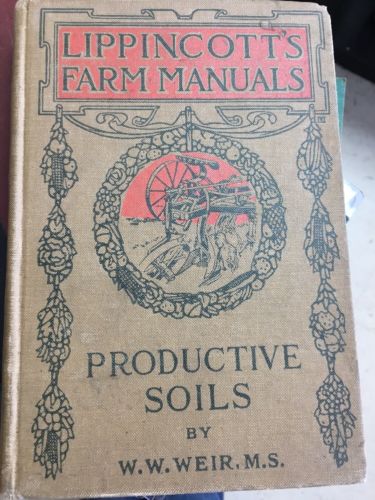 LIPPINCOTT'S
FARM MANUALS
PRODUCTIVE
SOILS
BY
W.W. WEIR, M.S.